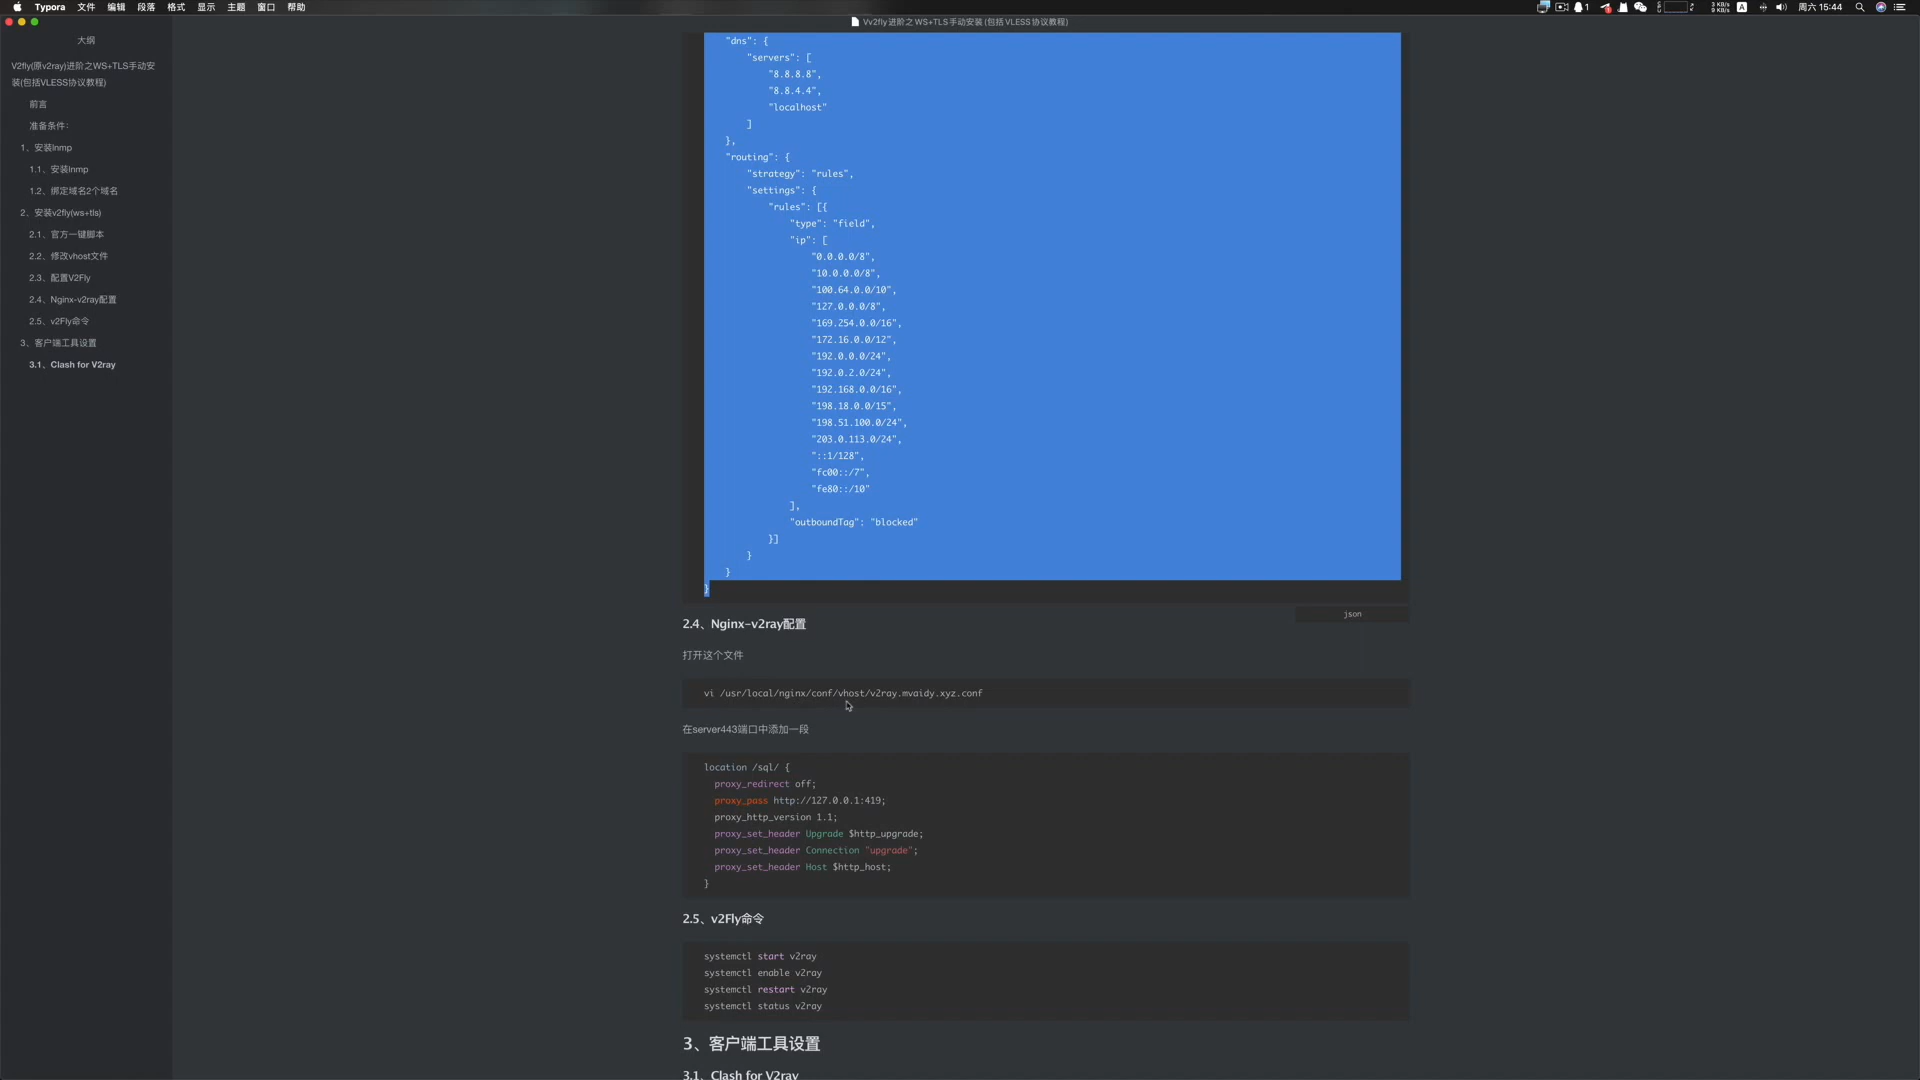 Typora 文件 编辑 段落 格式 显示 主题 窗口 帮助
1 3 KB/s 9 KB/s A 周六 15:44
Vv2fly进阶之 WS+TLS手动安装 (包括 VLESS 协议教程)
大纲
V2fly(原v2ray)进阶之WS+TLS手动安
装(包括VLESS协议教程)
前言
准备条件:
1、安装lnmp
1.1、安装lnmp
1.2、绑定域名2个域名
2、安装v2fly(ws+tls)
2.1、官方一键脚本
2.2、修改vhost文件
2.3、配置V2Fly
2.4、Nginx-v2ray配置
2.5、v2Fly命令
3、客户端工具设置
3.1、Clash for V2ray
"dns": {
"servers": [
"8.8.8.8",
"8.8.4.4",
"localhost"
]
},
"routing": {
"strategy": "rules",
"settings": {
"rules": [{
"type": "field",
"ip": [
"0.0.0.0/8",
"10.0.0.0/8",
"100.64.0.0/10",
"127.0.0.0/8",
"169.254.0.0/16",
"172.16.0.0/12",
"192.0.0.0/24",
"192.0.2.0/24",
"192.168.0.0/16",
"198.18.0.0/15",
"198.51.100.0/24",
"203.0.113.0/24",
"::1/128",
"fc00::/7",
"fe80::/10"
],
"outboundTag": "blocked"
}]
}
}
}
json
2.4、Nginx-v2ray配置
打开这个文件
vi /usr/local/nginx/conf/vhost/v2ray.mvaidy.xyz.conf
在server443端口中添加一段
location /sql/ {
proxy_redirect off;
proxy_pass http://127.0.0.1:419;
proxy_http_version 1.1;
proxy_set_header Upgrade $http_upgrade;
proxy_set_header Connection "upgrade";
proxy_set_header Host $http_host;
}
2.5、v2Fly命令
systemctl start v2ray
systemctl enable v2ray
systemctl restart v2ray
systemctl status v2ray
3、客户端工具设置
3.1、Clash for V2ray